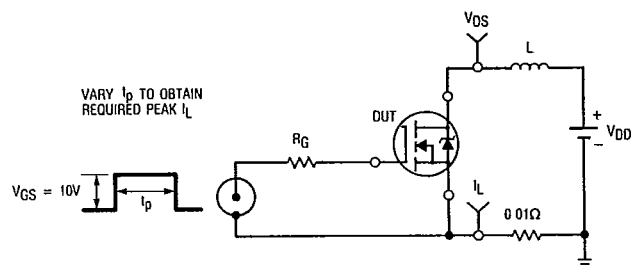 VDS
L
VARY tp TO OBTAIN
REQUIRED PEAK IL
DUT
RG
+
VDD
−
VGS = 10V
tp
IL
0.01Ω